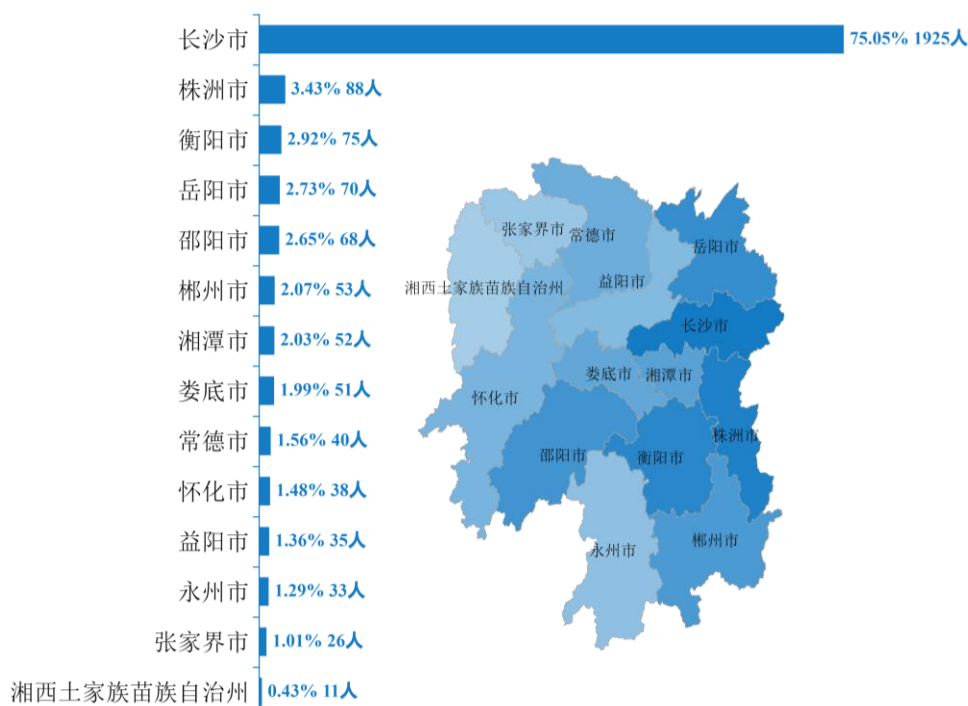 长沙市 75.05% 1925人
株洲市 3.43% 88人
衡阳市 2.92% 75人
岳阳市 2.73% 70人
邵阳市 2.65% 68人
郴州市 2.07% 53人
湘潭市 2.03% 52人
娄底市 1.99% 51人
常德市 1.56% 40人
怀化市 1.48% 38人
益阳市 1.36% 35人
永州市 1.29% 33人
张家界市 1.01% 26人
湘西土家族苗族自治州 0.43% 11人
张家界市
常德市
岳阳市
益阳市
湘西土家族苗族自治州
长沙市
娄底市
湘潭市
怀化市
株洲市
邵阳市
衡阳市
郴州市
永州市